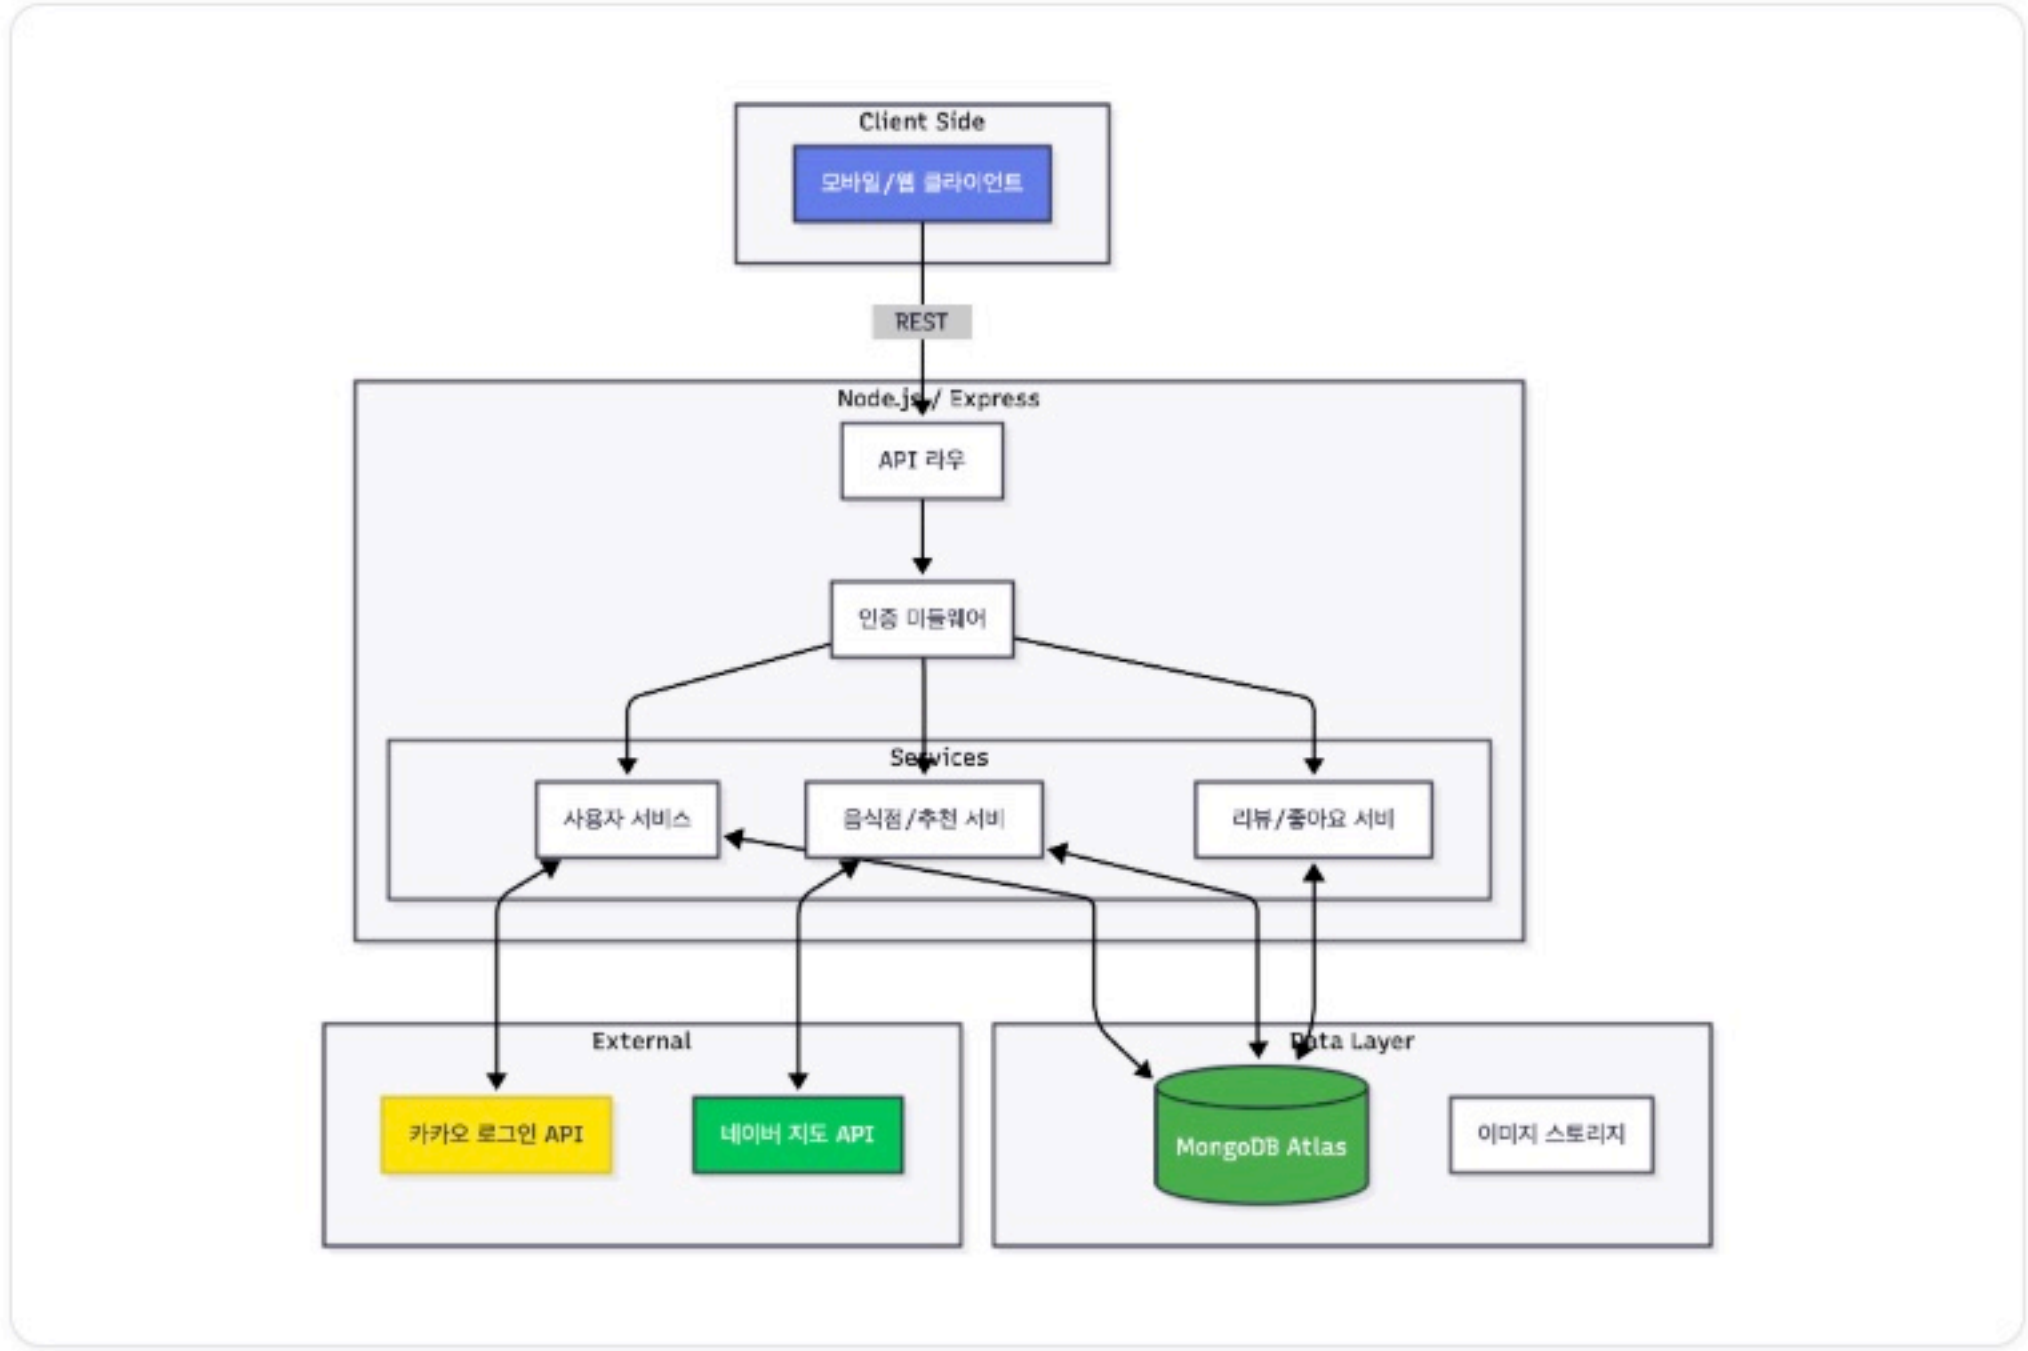 Client Side
모바일/웹 클라이언트
REST
Node.js / Express
API 라우
인증 미들웨어
Services
사용자 서비스
음식점/추천 서비
리뷰/좋아요 서비
External
Data Layer
카카오 로그인 API
네이버 지도 API
MongoDB Atlas
이미지 스토리지